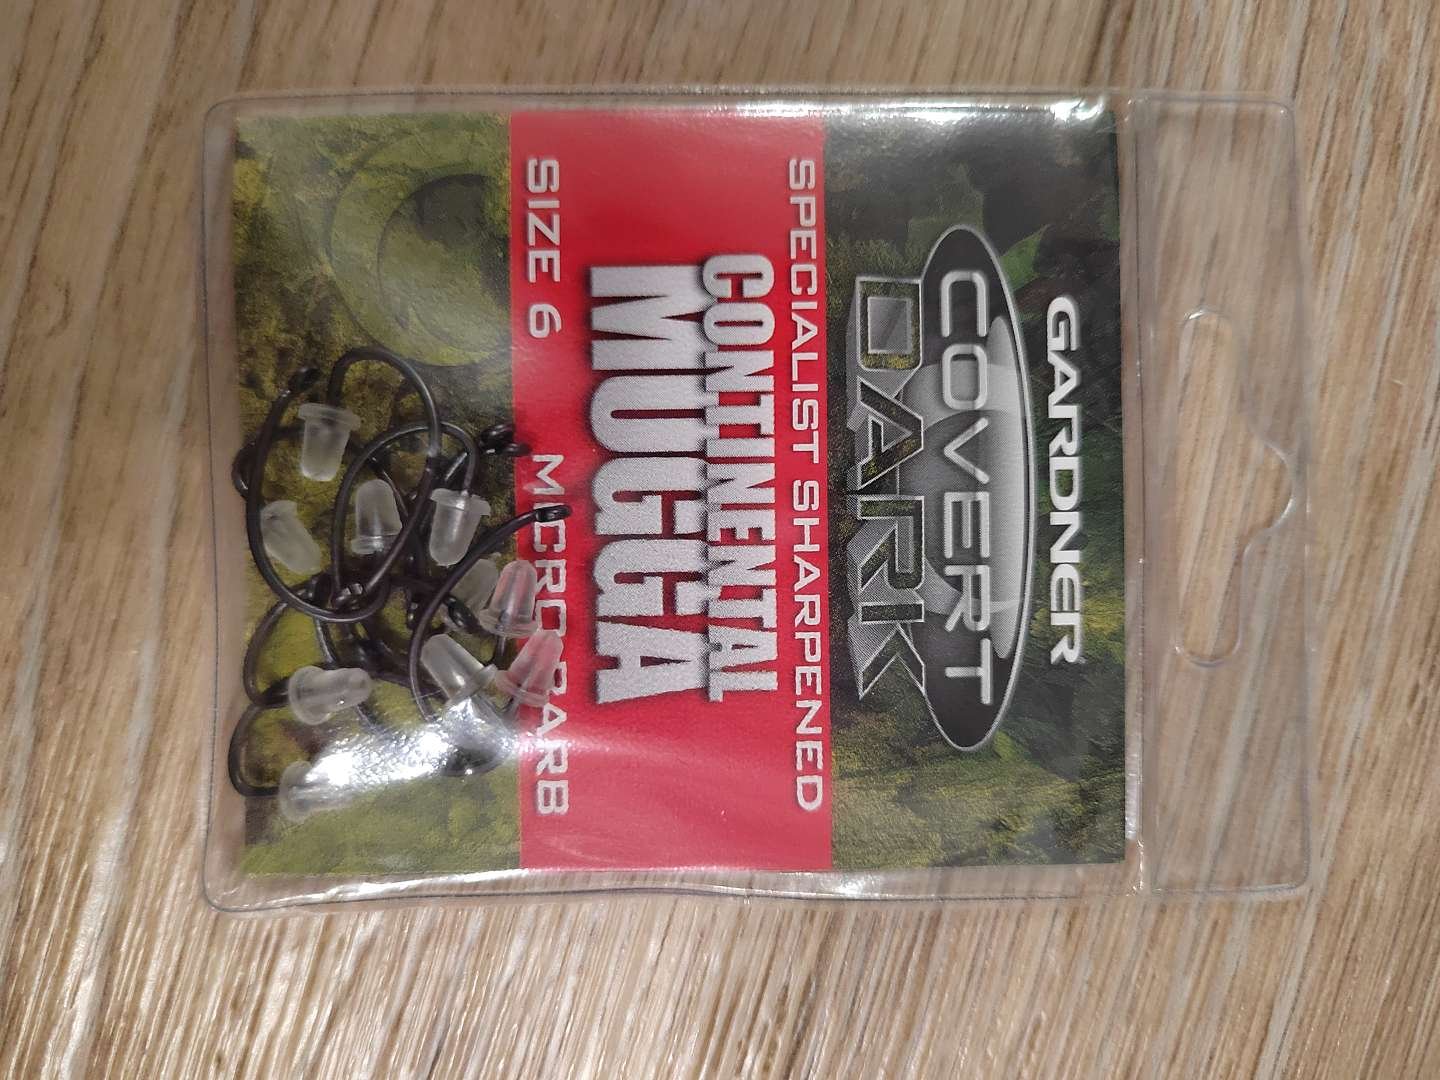 GARDNER
COVERT
DARK
SPECIALIST SHARPENED
CONTINENTAL
MUGGA
SIZE 6 MICRO BARB